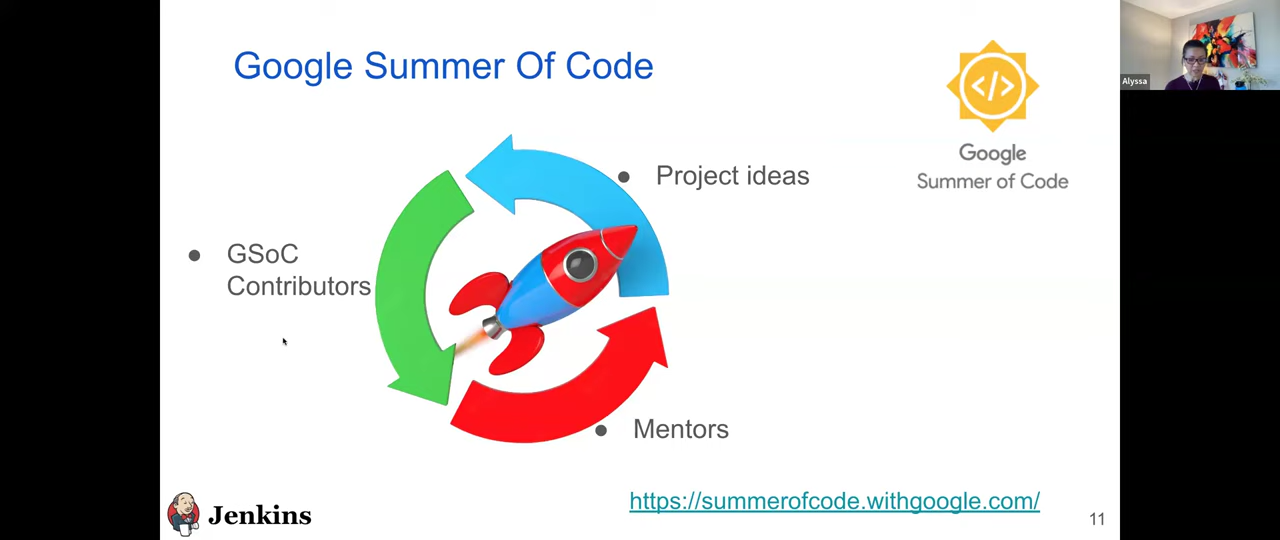 Google Summer Of Code
Alyssa
Google
Summer of Code
● Project ideas
● GSoC
Contributors
● Mentors
https://summerofcode.withgoogle.com/
Jenkins
11